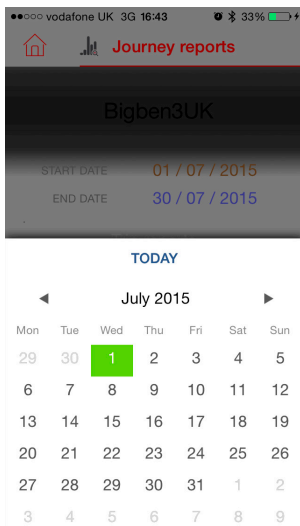 vodafone UK 3G 16:43 33%
Journey reports
Bigben3UK
START DATE 01 / 07 / 2015
END DATE 30 / 07 / 2015
TODAY
July 2015
Mon Tue Wed Thu Fri Sat Sun
29 30 1 2 3 4 5
6 7 8 9 10 11 12
13 14 15 16 17 18 19
20 21 22 23 24 25 26
27 28 29 30 31 1 2
3 4 5 6 7 8 9